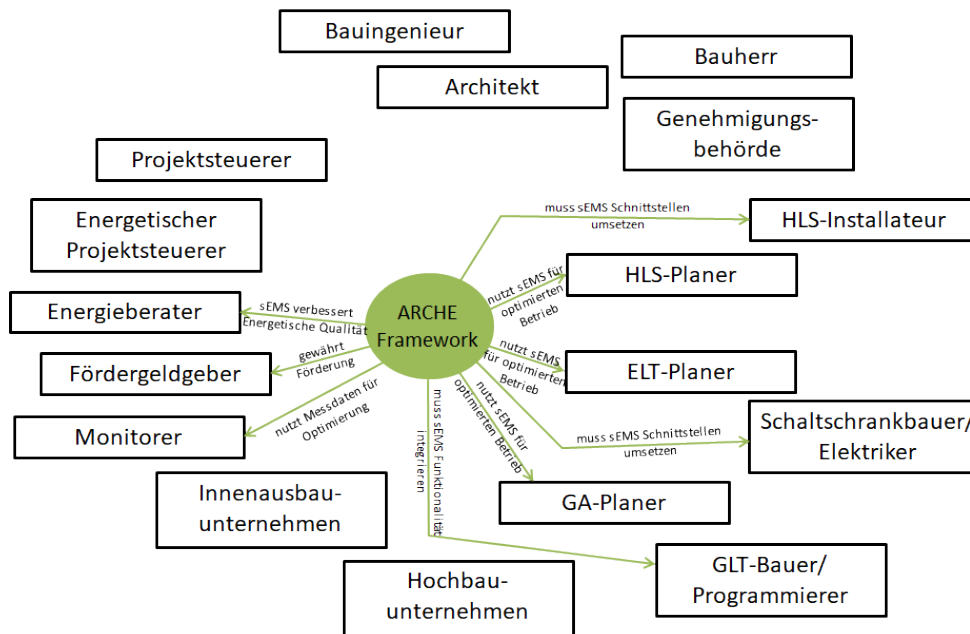 Bauingenieur
Bauherr
Architekt
Genehmigungs-
behörde
Projektsteuerer
Energetischer
Projektsteuerer
muss sEMS Schnittstellen
umsetzen
HLS-Installateur
nutzt sEMS für
optimierten
Betrieb
HLS-Planer
Energieberater
sEMS verbessert
Energetische Qualität
ARCHE
Framework
gewährt
Förderung
Fördergeldgeber
nutzt sEMS
für optimierten
Betrieb
ELT-Planer
nutzt Messdaten für
Optimierung
Monitorer
muss sEMS Funktionalität
integrieren
nutzt sEMS für
optimierten Betrieb
muss sEMS Schnittstellen
umsetzen
Schaltschrankbauer/
Elektriker
Innenausbau-
unternehmen
GA-Planer
Hochbau-
unternehmen
GLT-Bauer/
Programmierer